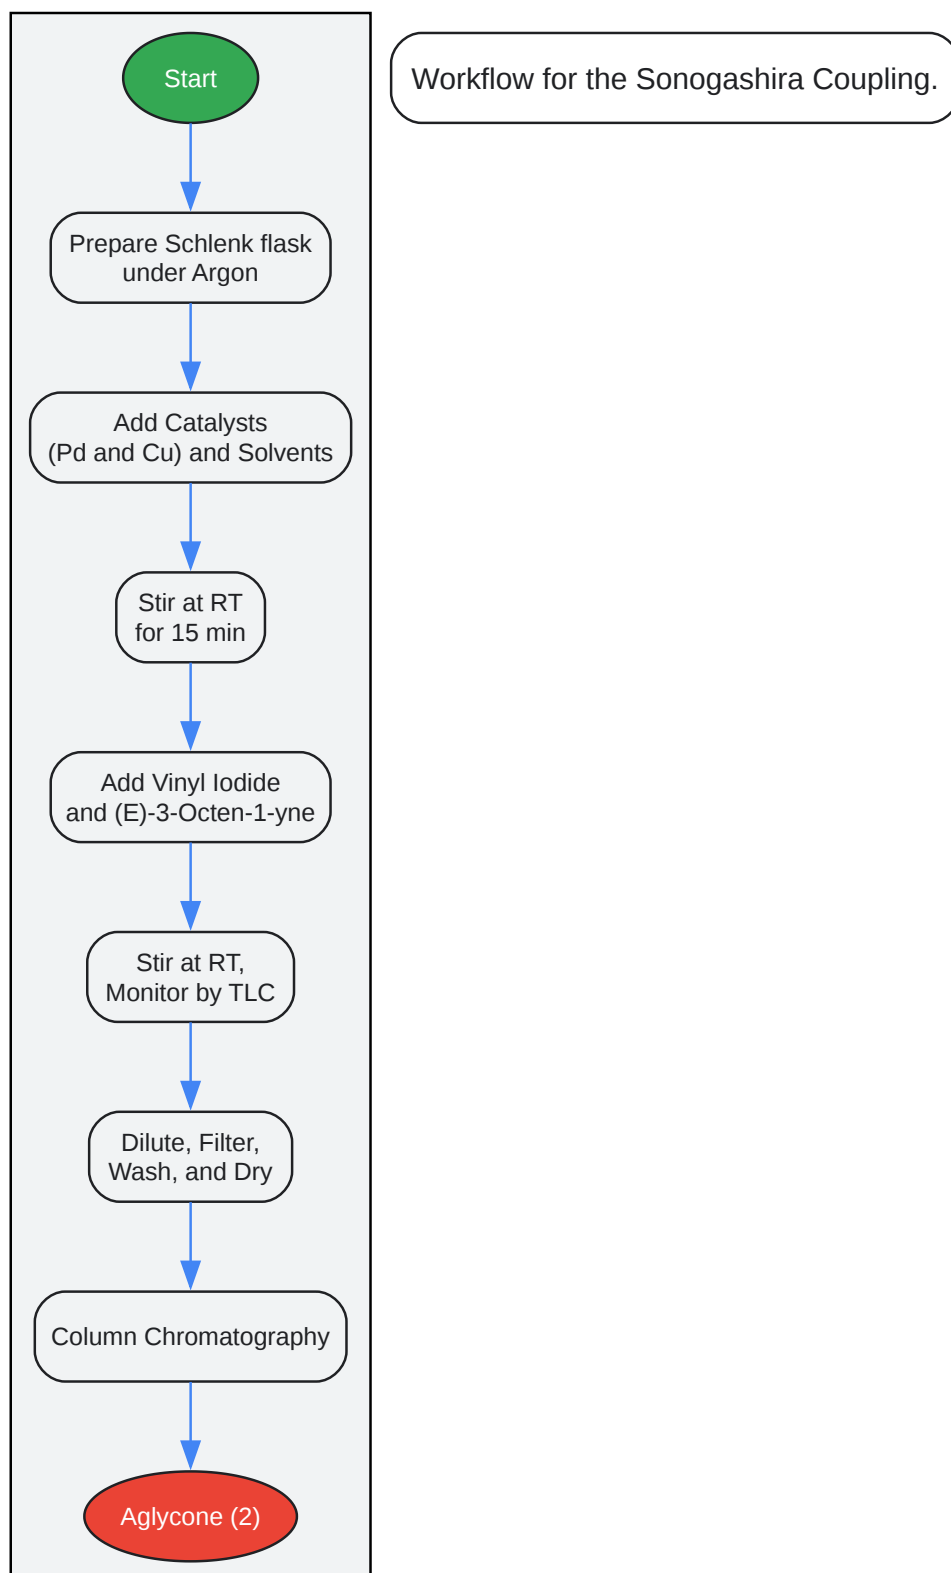 Start
Workflow for the Sonogashira Coupling.
Prepare Schlenk flask
under Argon
Add Catalysts
(Pd and Cu) and Solvents
Stir at RT
for 15 min
Add Vinyl Iodide
and (E)-3-Octen-1-yne
Stir at RT,
Monitor by TLC
Dilute, Filter,
Wash, and Dry
Column Chromatography
Aglycone (2)